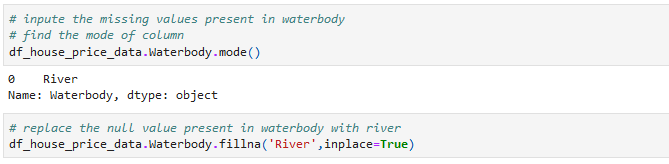 # inpute the missing values present in waterbody
# find the mode of column
df_house_price_data.Waterbody.mode()
0    River
Name: Waterbody, dtype: object
# replace the null value present in waterbody with river
df_house_price_data.Waterbody.fillna('River',inplace=True)